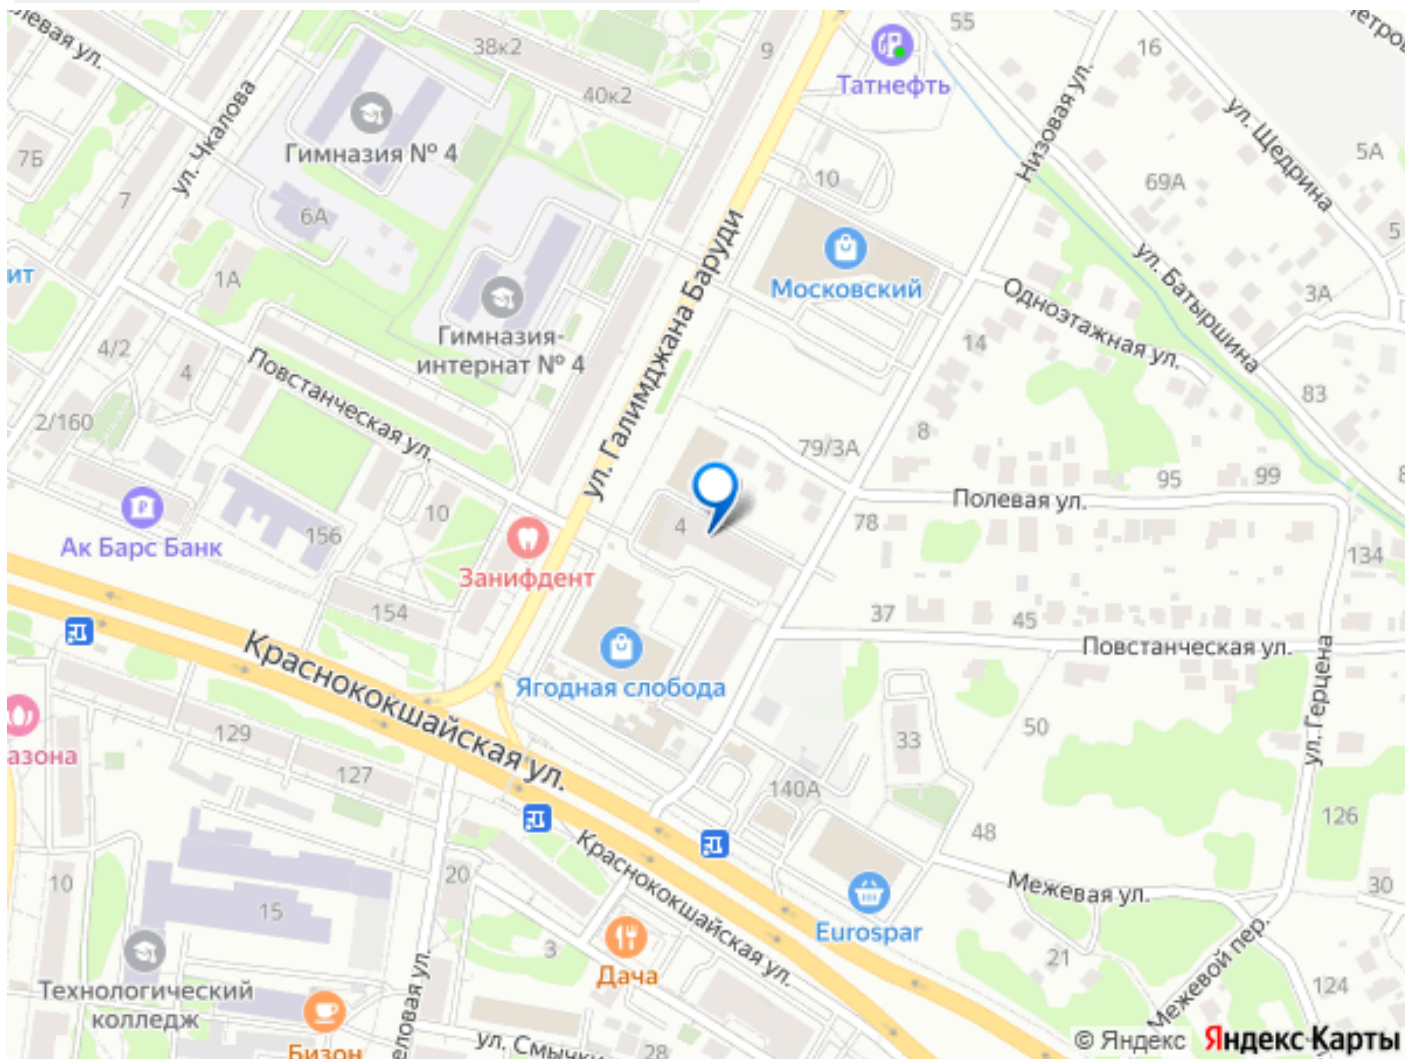 левая ул.
38к2
9
55
16
Татнефть
40к2
ул. Чкалова
Гимназия № 4
7Б
7
6А
10
Низовая ул.
ул. Щедрина
5А
69А
5
ит
1А
Гимназия-
интернат № 4
ул. Галимджана Баруди
Московский
Одноэтажная ул.
ул. Батыршина
3А
4/2
4
14
83
2/160
Повстанческая ул.
79/3А
8
95
99
Полевая ул.
78
Ак Барс Банк
156
10
Занифдент
4
134
154
37
45
Повстанческая ул.
Краснококшайская ул.
Ягодная слобода
ул. Герцена
азона
129
127
33
50
140А
126
48
Краснококшайская ул.
Межевая ул.
30
10
20
15
Eurospar
3
Дача
21
Межевой пер.
124
Технологический
колледж
еловая ул.
Бизон
ул. Смычки
28
© Яндекс Яндекс Карты